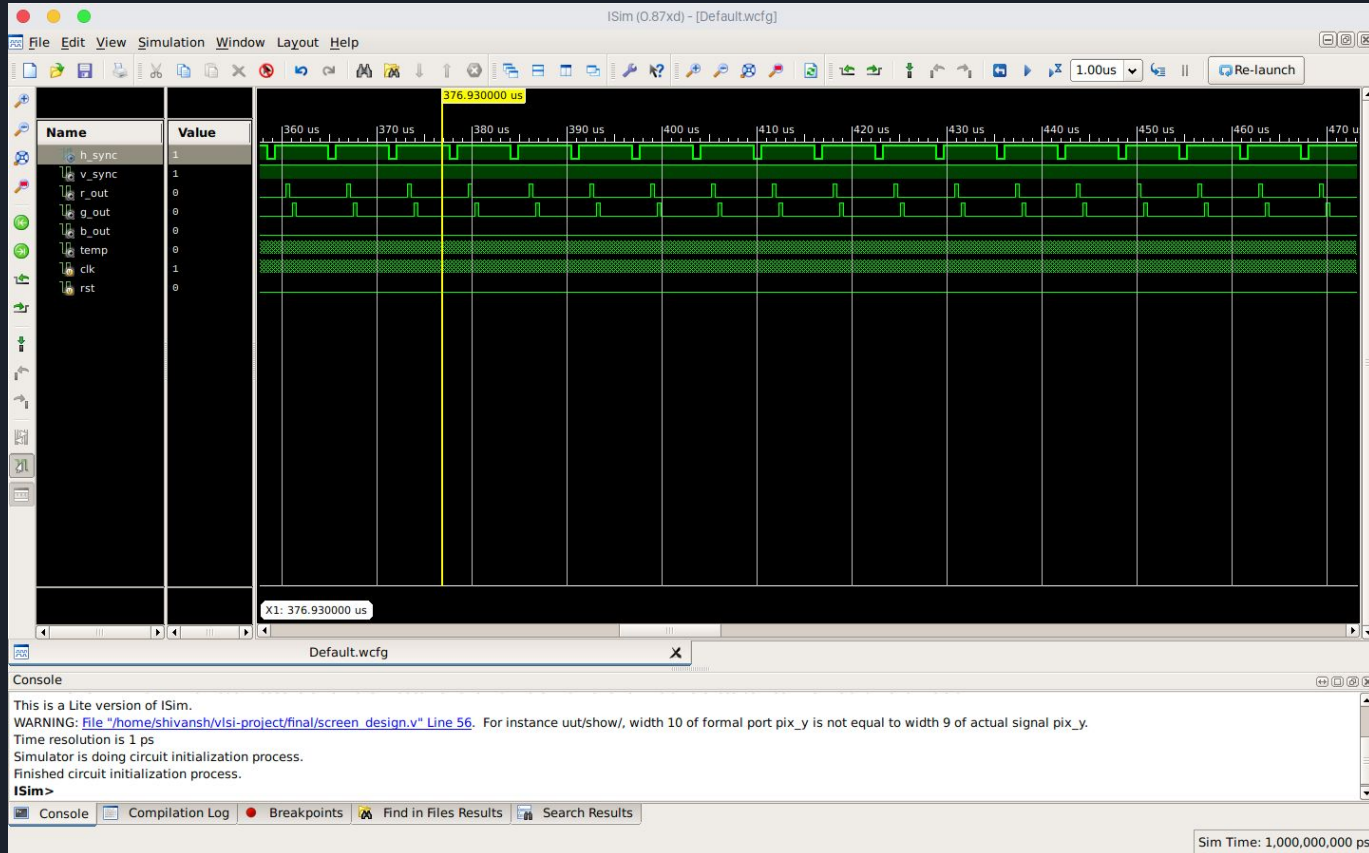 ISim (0.87xd) - [Default.wcfg]
File Edit View Simulation Window Layout Help
1.00us Re-launch
376.930000 us
Name Value
360 us 370 us 380 us 390 us 400 us 410 us 420 us 430 us 440 us 450 us 460 us 470 u
h_sync 1
v_sync 1
r_out 0
g_out 0
b_out 0
temp 0
clk 1
rst 0
X1: 376.930000 us
Default.wcfg
Console
This is a Lite version of ISim.
WARNING: File "/home/shivansh/vlsi-project/final/screen_design.v" Line 56. For instance uut/show/, width 10 of formal port pix_y is not equal to width 9 of actual signal pix_y.
Time resolution is 1 ps
Simulator is doing circuit initialization process.
Finished circuit initialization process.
ISim>
Console Compilation Log Breakpoints Find in Files Results Search Results
Sim Time: 1,000,000,000 ps